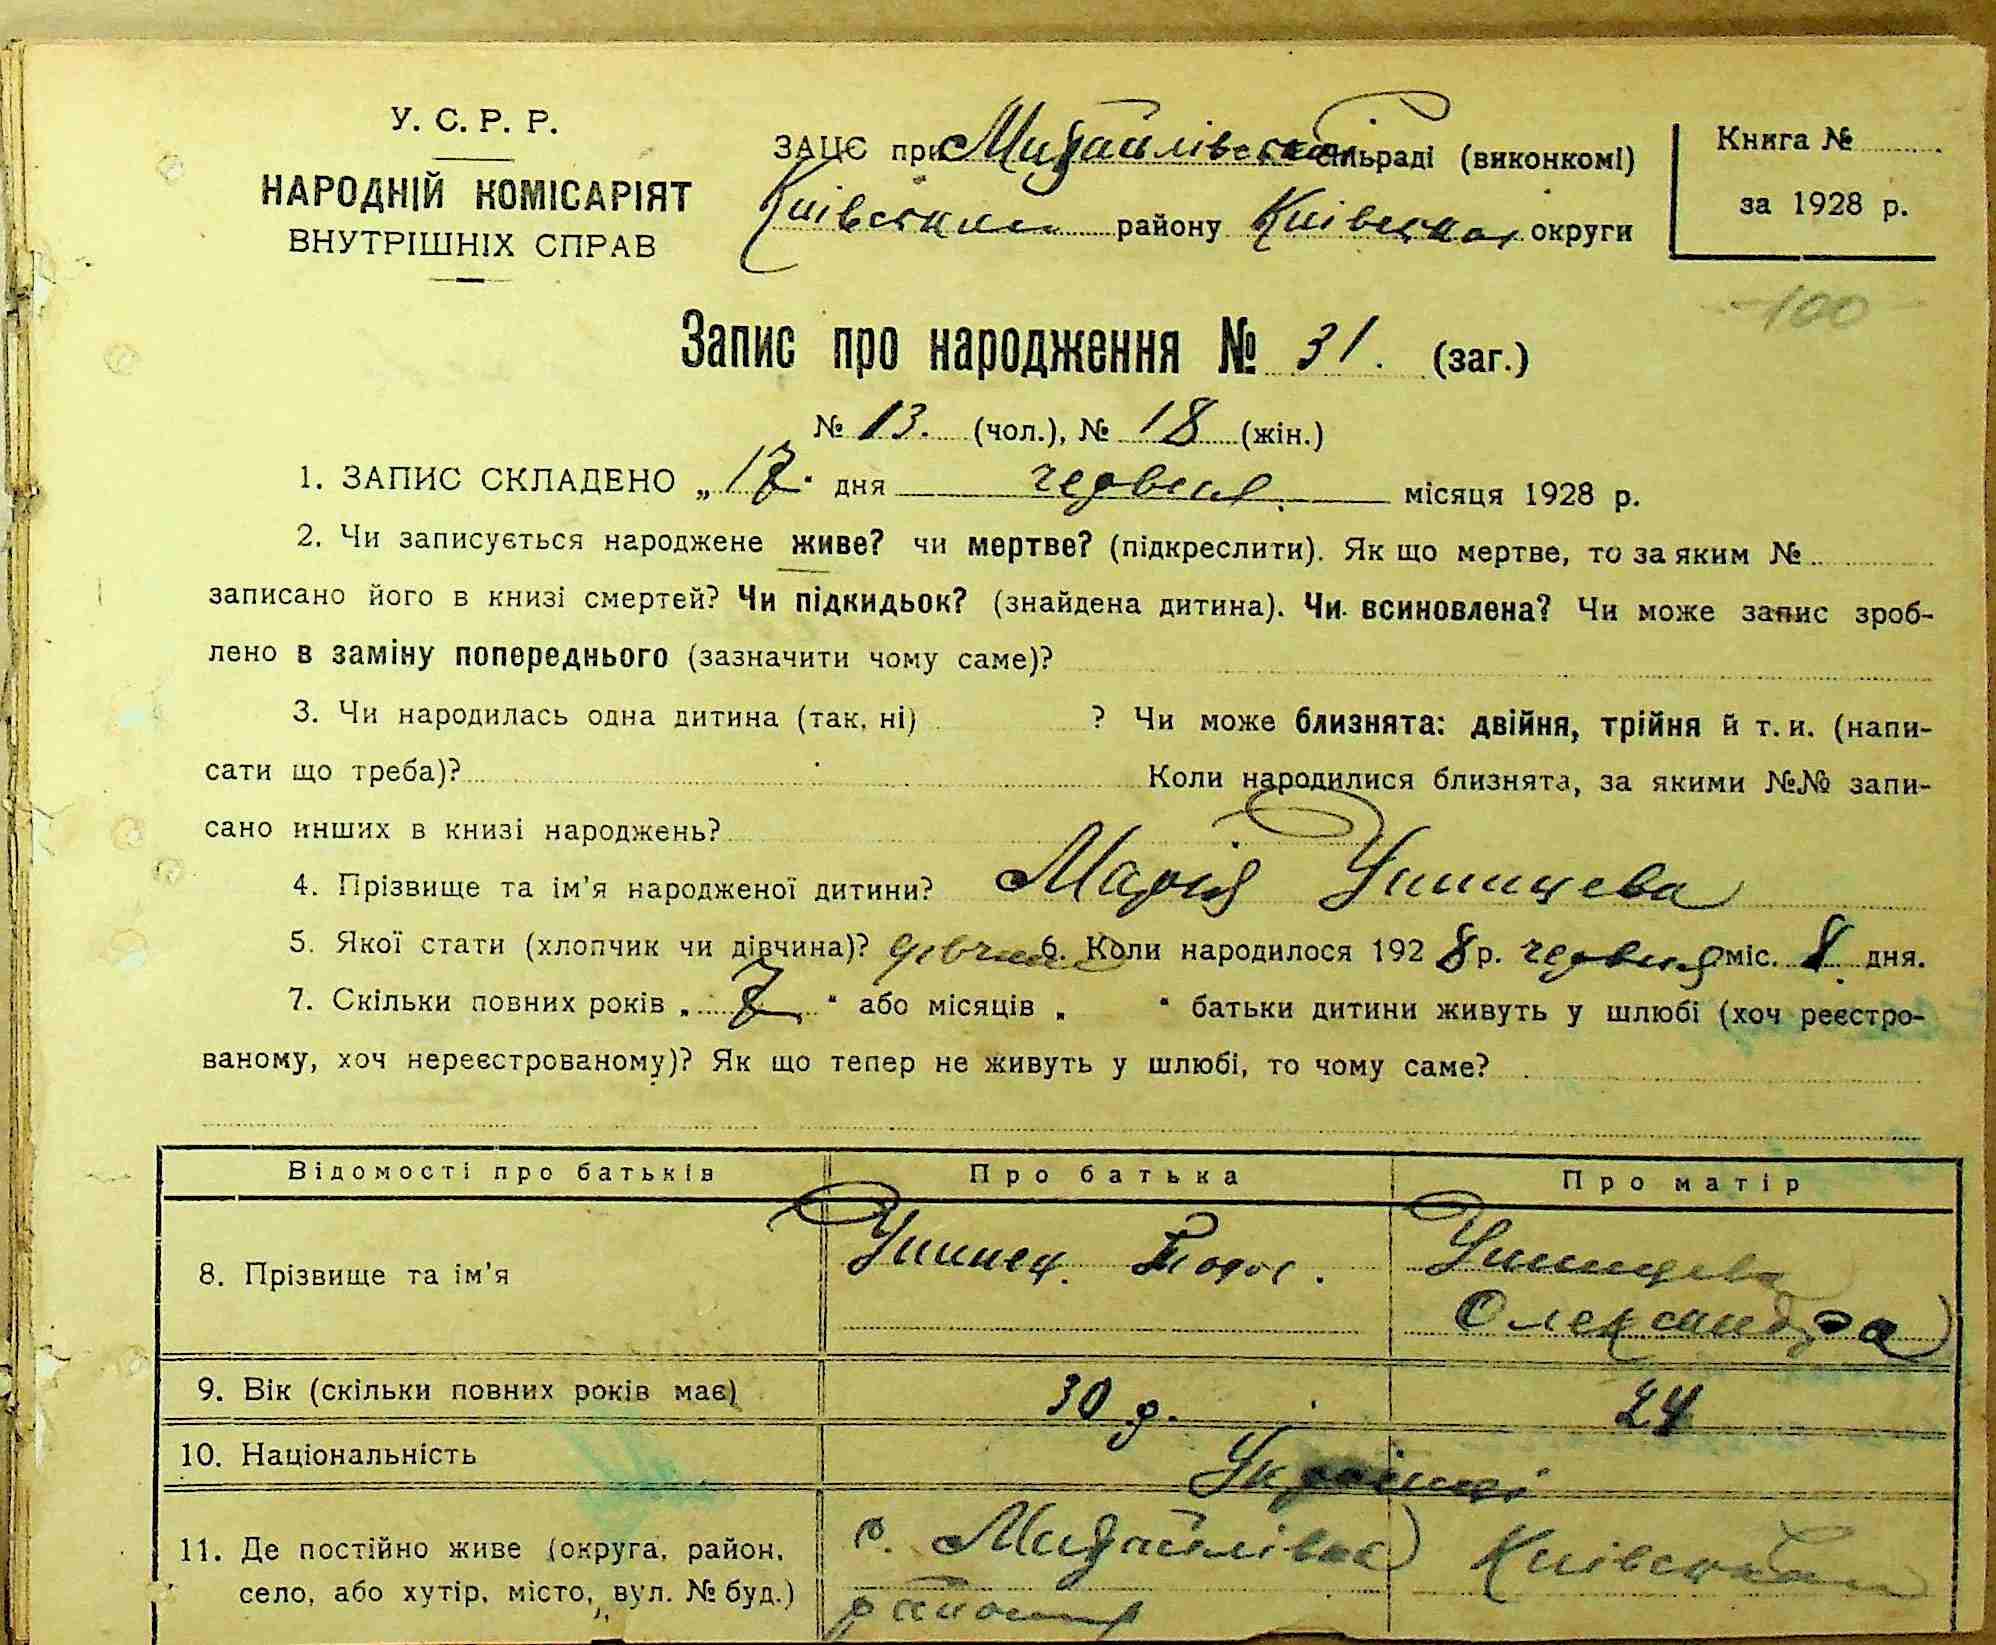 У. С. Р. Р.
НАРОДНІЙ КОМІСАРІЯТ
ВНУТРІШНІХ СПРАВ
ЗАЦС при Михайлівській сільраді (виконкомі)
Київського району Київської округи
Книга №
за 1928 р.
100
Запис про народження № 31. (заг.)
№ 13. (чол.), № 18 (жін.)
1. ЗАПИС СКЛАДЕНО „17“ дня червня місяця 1928 р.
2. Чи записується народжене живе? чи мертве? (підкреслити). Як що мертве, то за яким №
записано його в книзі смертей? Чи підкидьок? (знайдена дитина). Чи всиновлена? Чи може запис зроб-
лено в заміну попереднього (зазначити чому саме)?
3. Чи народилась одна дитина (так, ні) ? Чи може близнята: двійня, трійня й т. и. (напи-
сати що треба)? Коли народилися близнята, за якими №№ запи-
сано инших в книзі народжень?
4. Прізвище та ім'я народженої дитини? Марія
5. Якої стати (хлопчик чи дівчина)? дівчина 6. Коли народилося 1928 р. червня міс. 8 дня.
7. Скільки повних років „7“ або місяців „ “ батьки дитини живуть у шлюбі (хоч реєстро-
ваному, хоч нереєстрованому)? Як що тепер не живуть у шлюбі, то чому саме?
Відомості про батьків Про батька Про матір
8. Прізвище та ім'я
Олександра
9. Вік (скільки повних років має) 30 р. 24
10. Національність Українці
11. Де постійно живе (округа, район, с. Михайлівка Київського
село, або хутір, місто, вул. № буд.) району